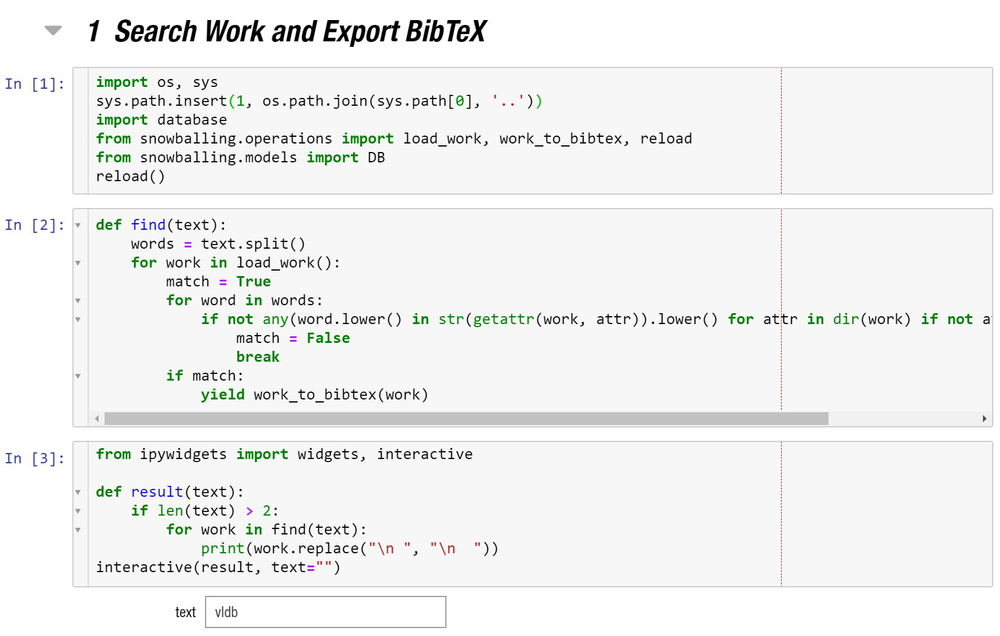 1 Search Work and Export BibTeX
In [1]:
import os, sys
sys.path.insert(1, os.path.join(sys.path[0], '..'))
import database
from snowballing.operations import load_work, work_to_bibtex, reload
from snowballing.models import DB
reload()
In [2]:
def find(text):
    words = text.split()
    for work in load_work():
        match = True
        for word in words:
            if not any(word.lower() in str(getattr(work, attr)).lower() for attr in dir(work) if not a
                match = False
                break
        if match:
            yield work_to_bibtex(work)
In [3]:
from ipywidgets import widgets, interactive
def result(text):
    if len(text) > 2:
        for work in find(text):
            print(work.replace("\n ", "\n  "))
interactive(result, text="")
text vldb